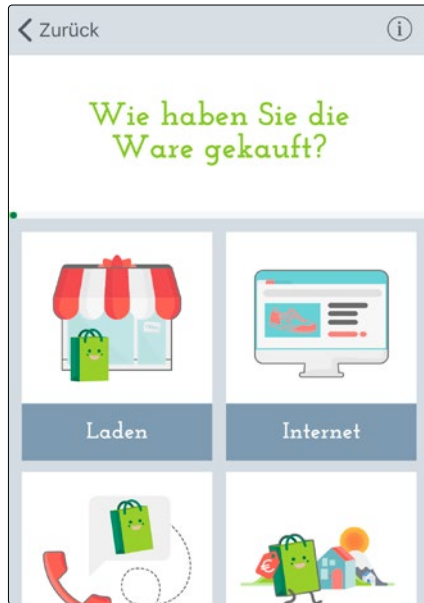 Zurück
Wie haben Sie die
Ware gekauft?
Laden
Internet